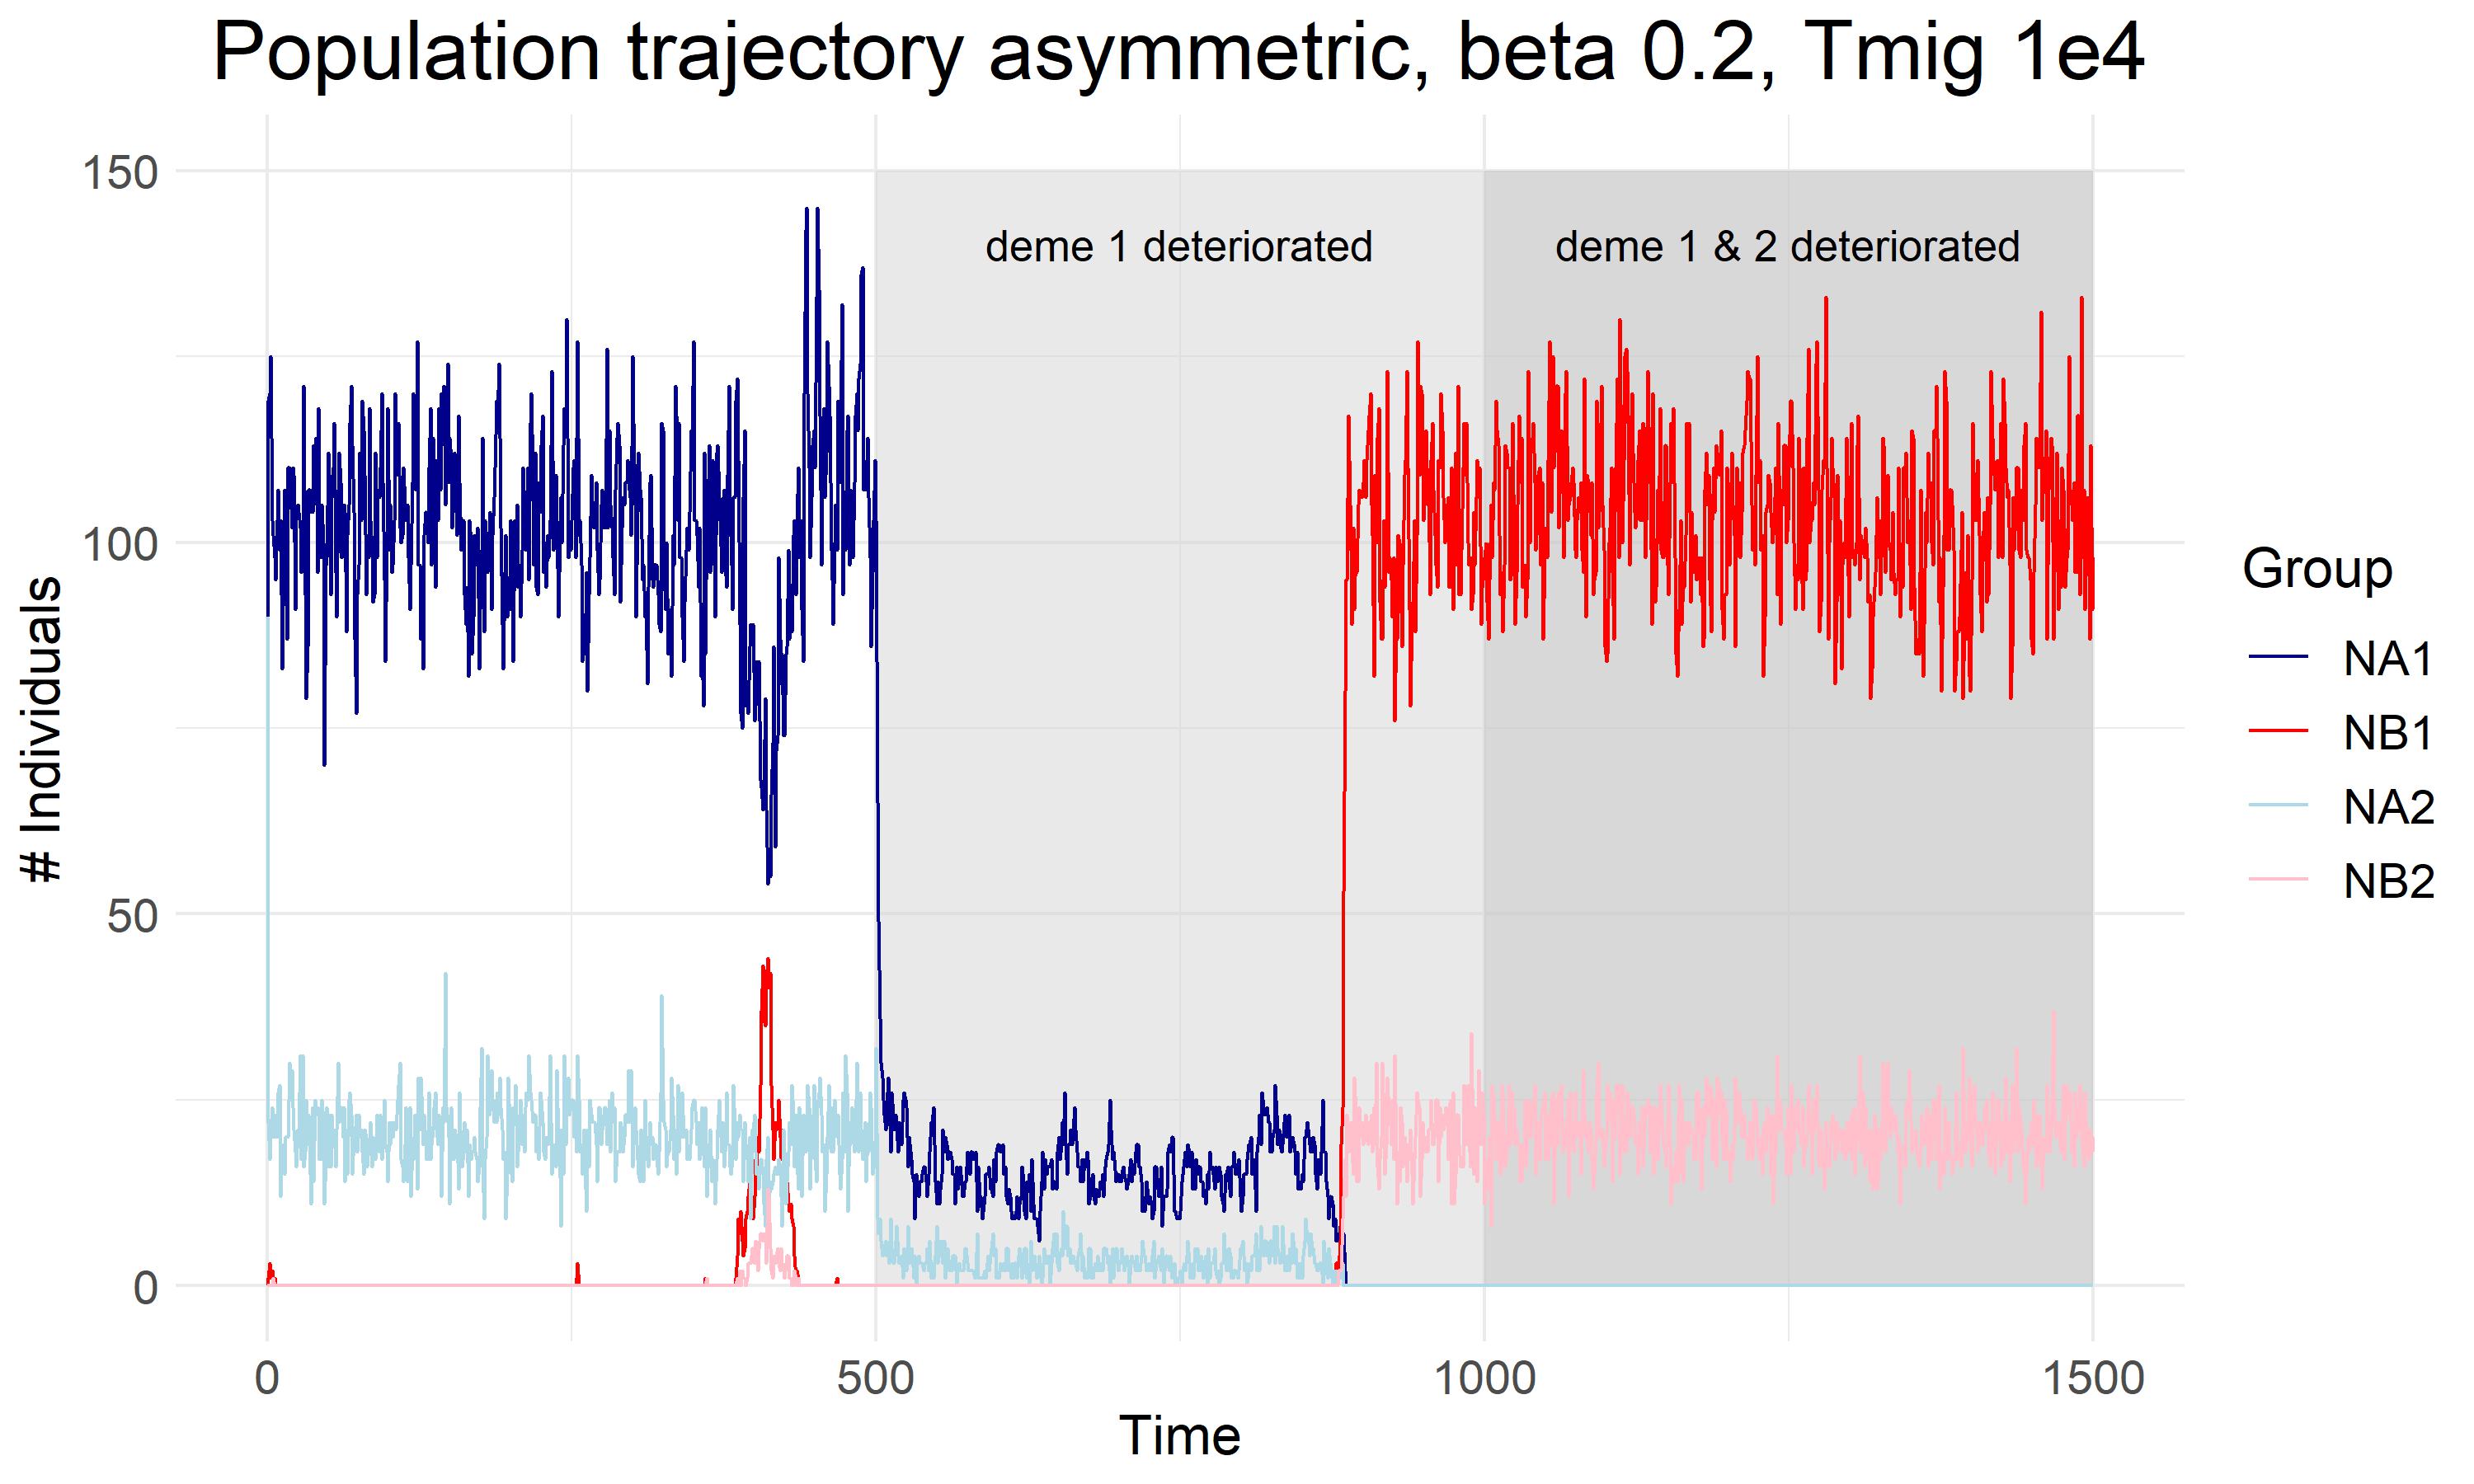 Population trajectory asymmetric, beta 0.2, Tmig 1e4
150
100
50
0
# Individuals
deme 1 deteriorated
deme 1 & 2 deteriorated
0
500
1000
1500
Time
Group
NA1
NB1
NA2
NB2